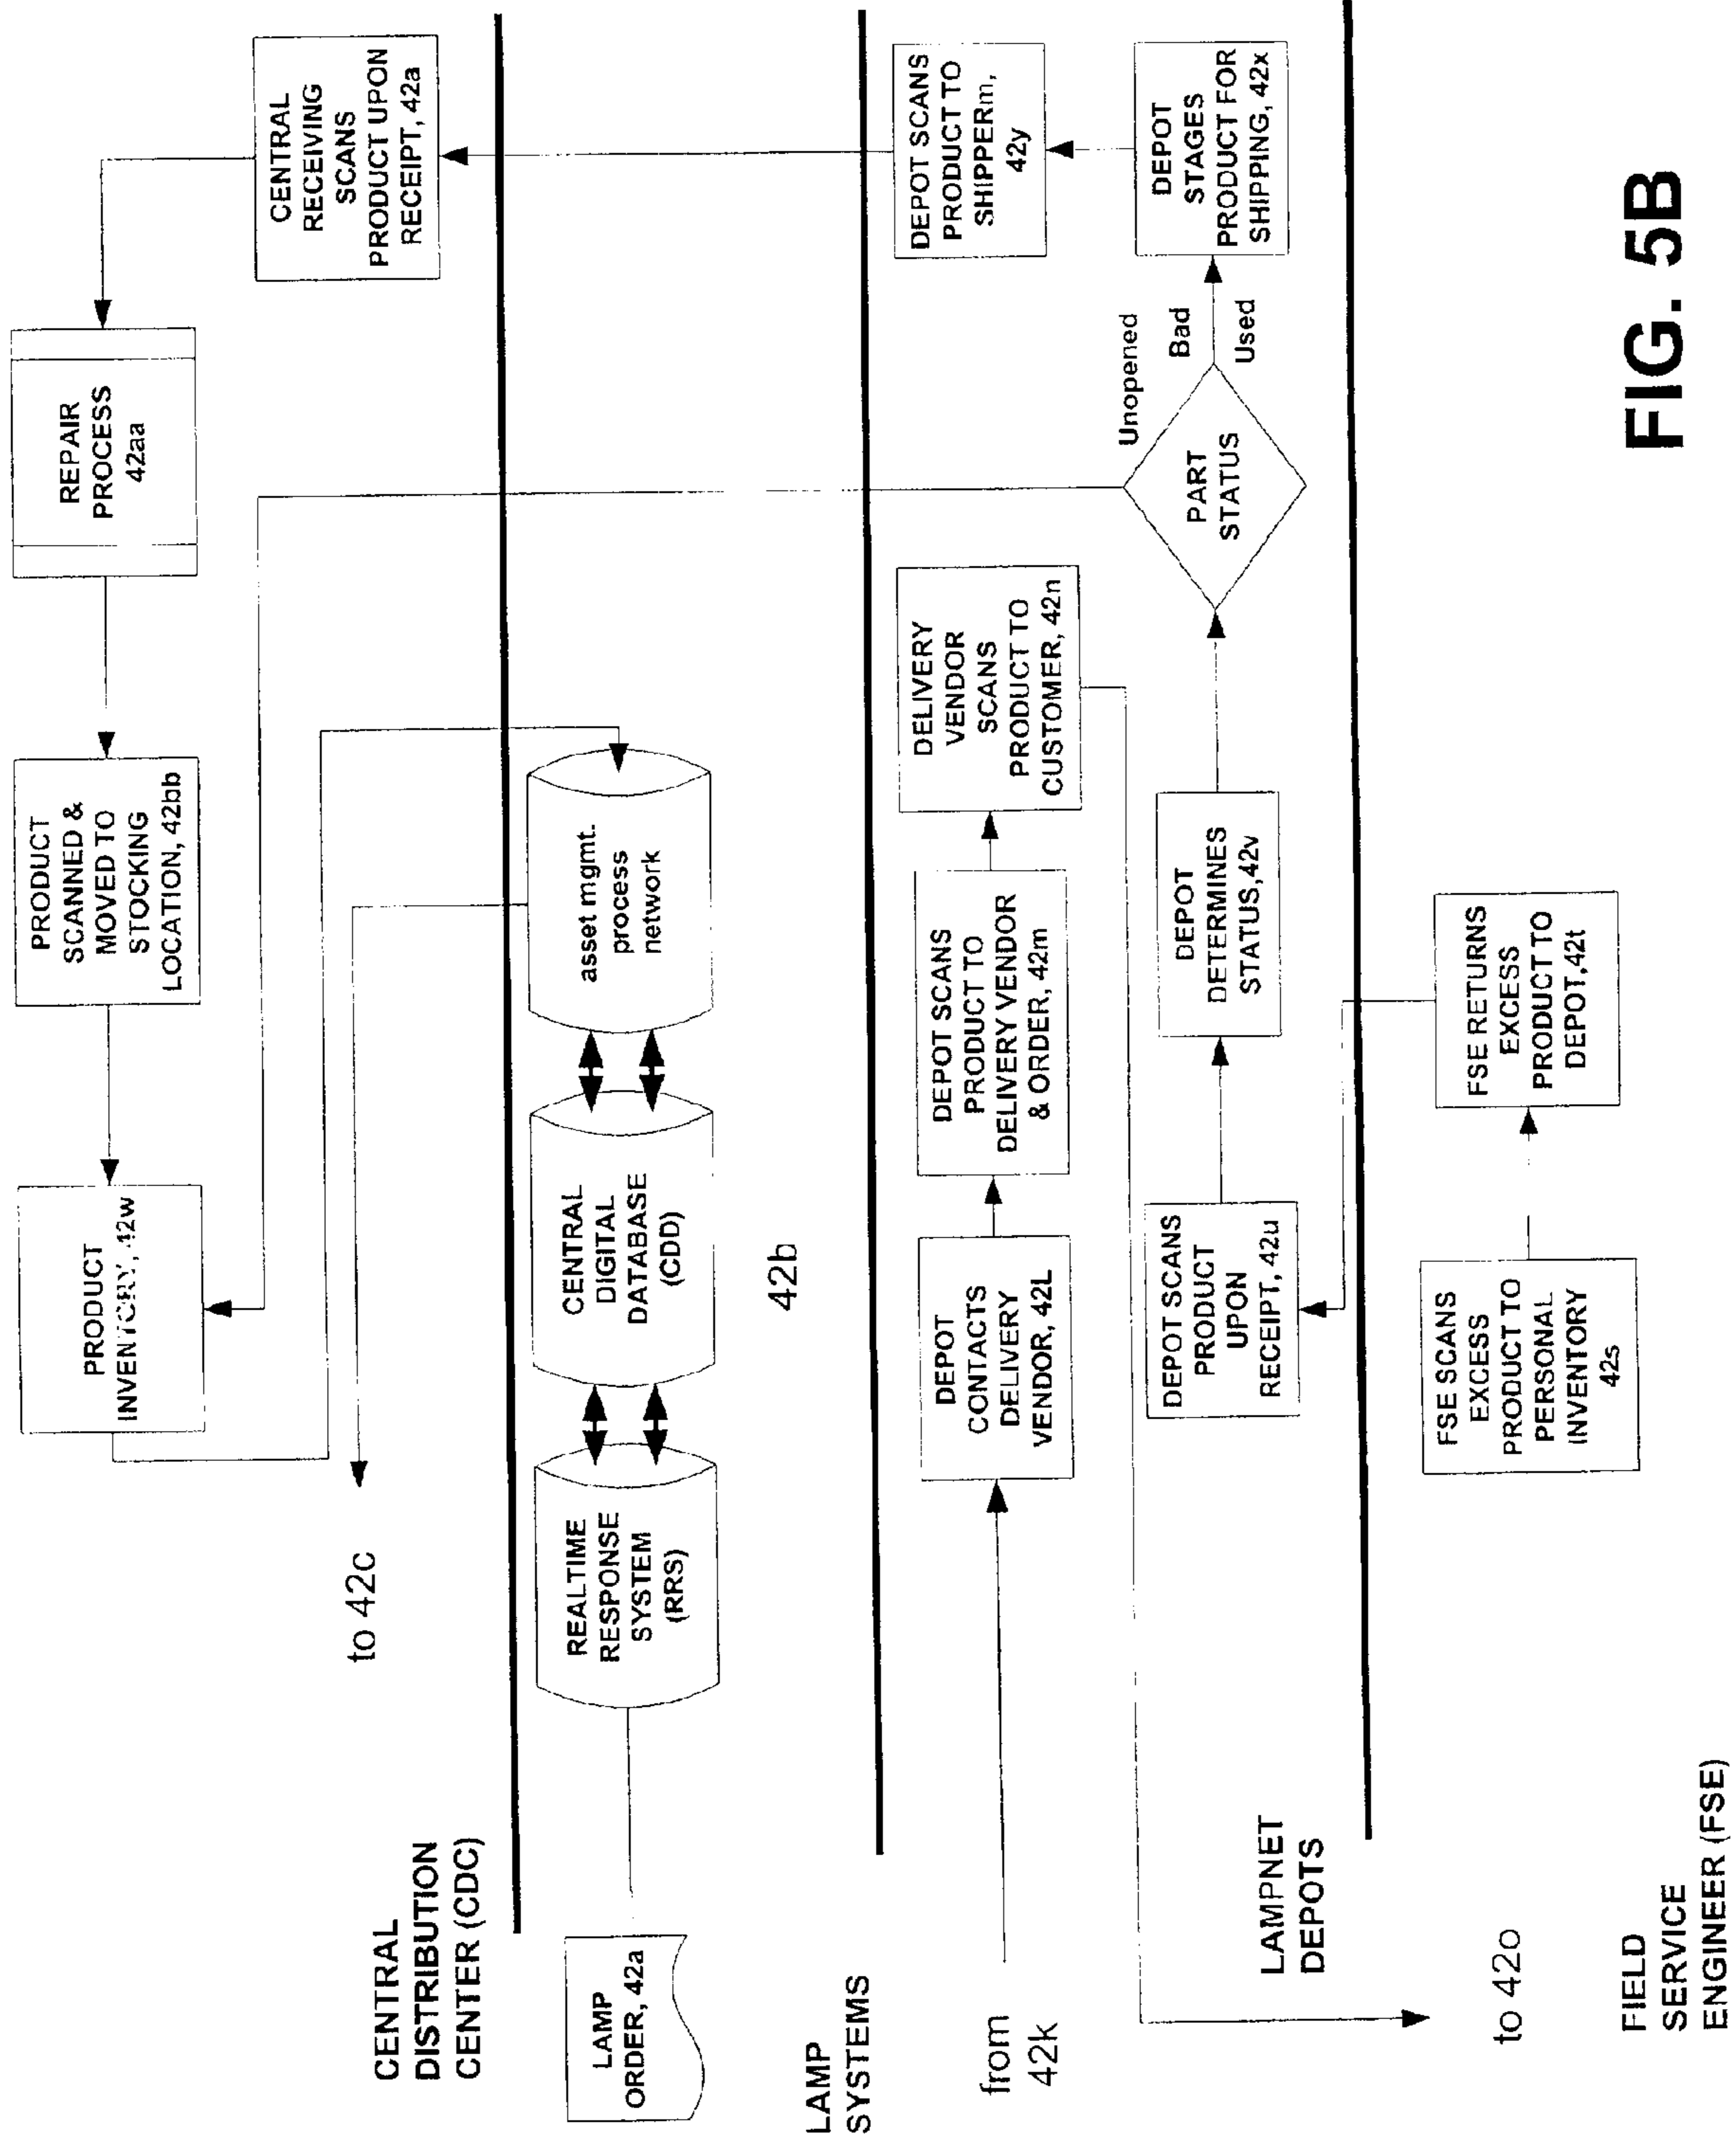 CENTRAL
DISTRIBUTION
CENTER (CDC)
to 42c
PRODUCT
INVENTORY, 42w
PRODUCT
SCANNED &
MOVED TO
STOCKING
LOCATION, 42bb
REPAIR
PROCESS
42aa
CENTRAL
RECEIVING
SCANS
PRODUCT UPON
RECEIPT, 42a
LAMP
ORDER, 42a
REALTIME
RESPONSE
SYSTEM
(RRS)
CENTRAL
DIGITAL
DATABASE
(CDD)
asset mgmt.
process
network
42b
LAMP
SYSTEMS
from
42k
DEPOT
CONTACTS
DELIVERY
VENDOR, 42L
DEPOT SCANS
PRODUCT TO
DELIVERY VENDOR
& ORDER, 42m
DELIVERY
VENDOR
SCANS
PRODUCT TO
CUSTOMER, 42n
DEPOT SCANS
PRODUCT TO
SHIPPERm,
42y
DEPOT SCANS
PRODUCT
UPON
RECEIPT, 42u
DEPOT
DETERMINES
STATUS,42v
PART
STATUS
Unopened
Bad
Used
DEPOT
STAGES
PRODUCT FOR
SHIPPING, 42x
LAMPNET
DEPOTS
to 42o
FSE SCANS
EXCESS
PRODUCT TO
PERSONAL
INVENTORY
42s
FSE RETURNS
EXCESS
PRODUCT TO
DEPOT,42t
FIELD
SERVICE
ENGINEER (FSE)
FIG. 5B